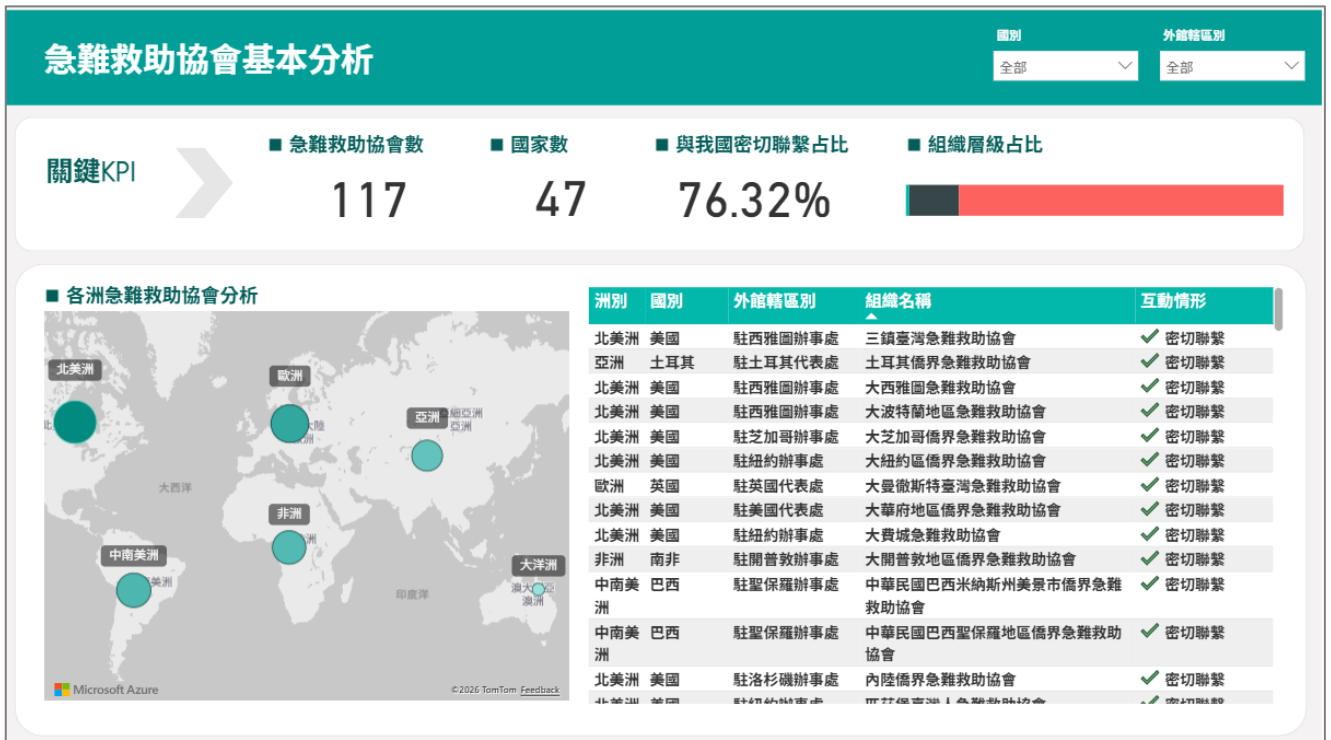 急難救助協會基本分析
國別
外館轄區別
全部
全部
關鍵KPI
■ 急難救助協會數
■ 國家數
■ 與我國密切聯繫占比
■ 組織層級占比
117
47
76.32%
■ 各洲急難救助協會分析
北美洲
歐洲
亞洲
亞洲
大西洋
非洲
中南美洲
大洋洲
印度洋
澳洲
Microsoft Azure
©2026 TomTom Feedback
洲別 國別 外館轄區別 組織名稱 互動情形
北美洲 美國 駐西雅圖辦事處 三鎮臺灣急難救助協會 密切聯繫
亞洲 土耳其 駐土耳其代表處 土耳其僑界急難救助協會 密切聯繫
北美洲 美國 駐西雅圖辦事處 大西雅圖急難救助協會 密切聯繫
北美洲 美國 駐西雅圖辦事處 大波特蘭地區急難救助協會 密切聯繫
北美洲 美國 駐芝加哥辦事處 大芝加哥僑界急難救助協會 密切聯繫
北美洲 美國 駐紐約辦事處 大紐約區僑界急難救助協會 密切聯繫
歐洲 英國 駐英國代表處 大曼徹斯特臺灣急難救助協會 密切聯繫
北美洲 美國 駐美國代表處 大華府地區僑界急難救助協會 密切聯繫
北美洲 美國 駐紐約辦事處 大費城急難救助協會 密切聯繫
非洲 南非 駐開普敦辦事處 大開普敦地區僑界急難救助協會 密切聯繫
中南美 巴西 駐聖保羅辦事處 中華民國巴西米納斯州美景市僑界急難 密切聯繫
洲 救助協會
中南美 巴西 駐聖保羅辦事處 中華民國巴西聖保羅地區僑界急難救助 密切聯繫
洲 協會
北美洲 美國 駐洛杉磯辦事處 內陸僑界急難救助協會 密切聯繫